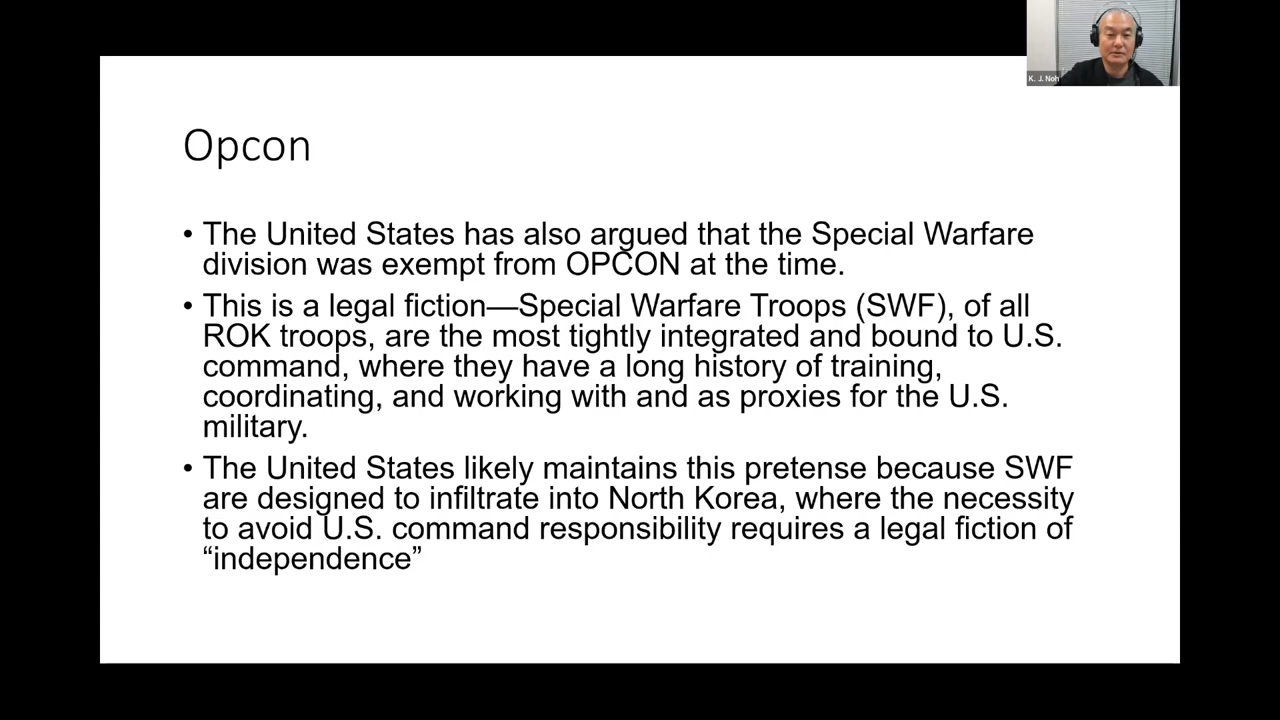 K. J. Noh
Opcon
• The United States has also argued that the Special Warfare
division was exempt from OPCON at the time.
• This is a legal fiction—Special Warfare Troops (SWF), of all
ROK troops, are the most tightly integrated and bound to U.S.
command, where they have a long history of training,
coordinating, and working with and as proxies for the U.S.
military.
• The United States likely maintains this pretense because SWF
are designed to infiltrate into North Korea, where the necessity
to avoid U.S. command responsibility requires a legal fiction of
“independence”